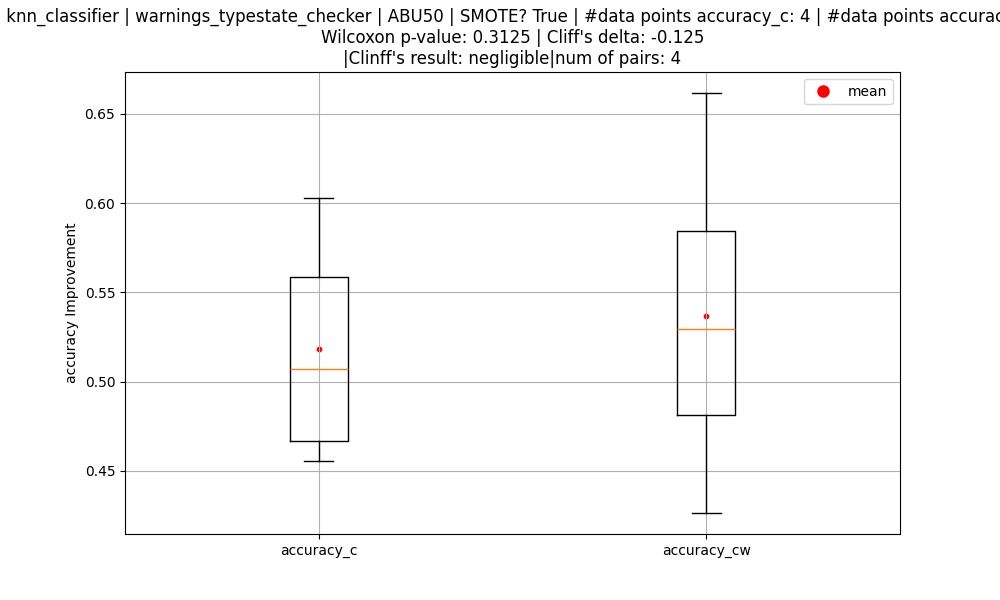 knn_classifier | warnings_typestate_checker | ABU50 | SMOTE? True | #data points accuracy_c: 4 | #data points
Wilcoxon p-value: 0.3125 | Cliff's delta: -0.125
|Clinff's result: negligible|num of pairs: 4
mean
0.65
0.60
0.55
0.50
0.45
accuracy Improvement
accuracy_c
accuracy_cw